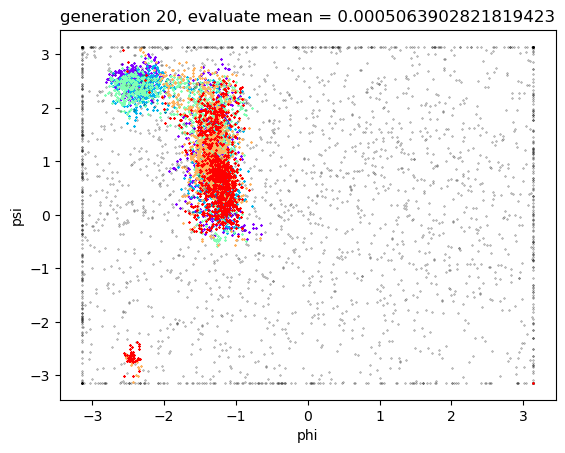 generation 20, evaluate mean = 0.0005063902821819423
3
2
1
0
−1
−2
−3
psi
−3 −2 −1 0 1 2 3
phi